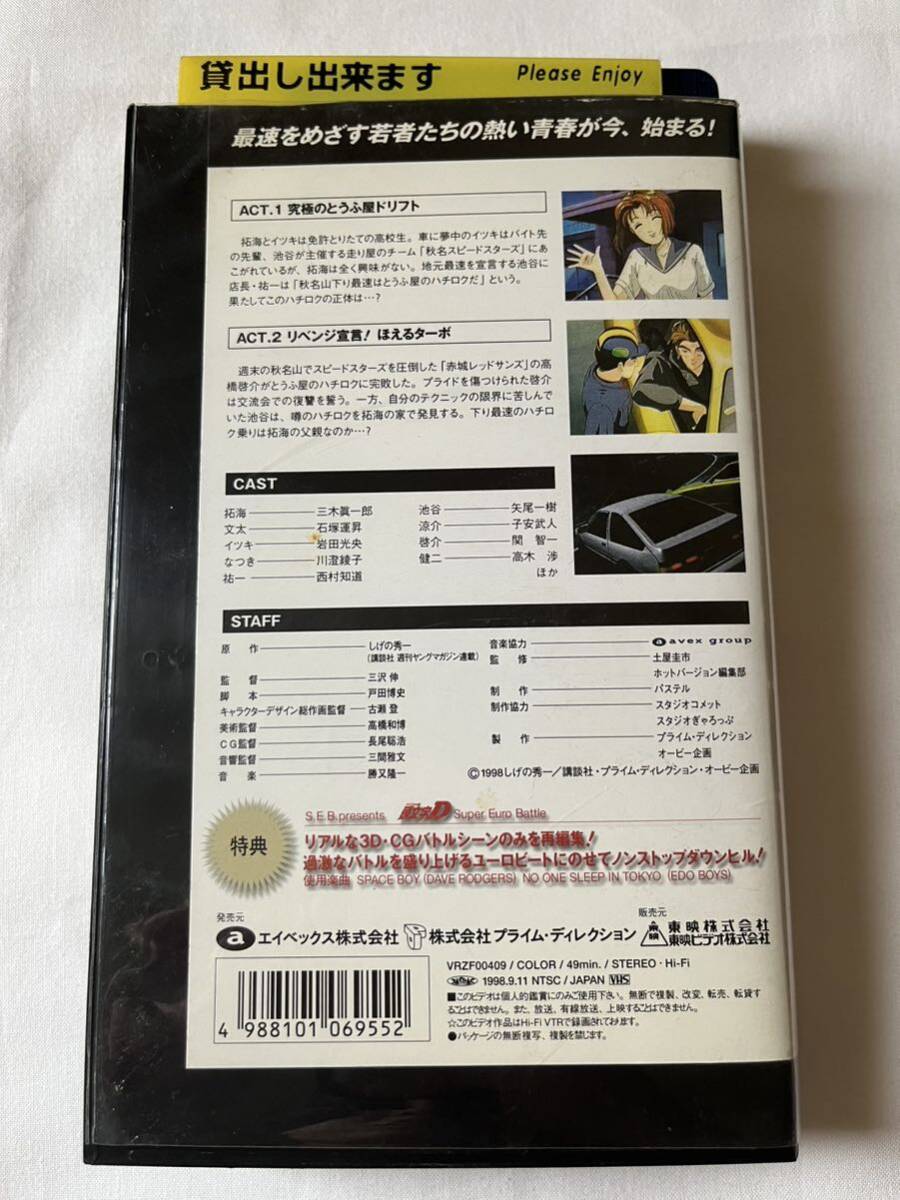 貸出し出来ます Please Enjoy
最速をめざす若者たちの熱い青春が今、始まる!
ACT.1 究極のとうふ屋ドリフト
拓海とイツキは免許とりたての高校生。車に夢中のイツキはバイト先
の先輩、池谷が主催する走り屋のチーム「秋名スピードスターズ」にあ
こがれているが、拓海は全く興味がない。地元最速を宣言する池谷に
店長・祐一は「秋名山下り最速はとうふ屋のハチロクだ」という。
果たしてこのハチロクの正体は…?
ACT.2 リベンジ宣言! ほえるターボ
週末の秋名山でスピードスターズを圧倒した「赤城レッドサンズ」の高
橋啓介がとうふ屋のハチロクに完敗した。プライドを傷つけられた啓介
は交流会での復讐を誓う。一方、自分のテクニックの限界に苦しんで
いた池谷は、噂のハチロクを拓海の家で発見する。下り最速のハチロ
ク乗りは拓海の父親なのか…?
CAST
拓海 三木眞一郎
文太 石塚運昇
イツキ 岩田光央
なつき 川澄綾子
祐一 西村知道
池谷 矢尾一樹
涼介 子安武人
啓介 関 智一
健二 高木 渉
ほか
STAFF
原作 しげの秀一
(講談社 週刊ヤングマガジン連載)
監督 三沢 伸
脚本 戸田博史
キャラクターデザイン総作画監督 古瀬 登
美術監督 高橋和博
CG監督 長尾聡浩
音響監督 三間雅文
音楽 勝又隆一
音楽協力 avex group
監修 土屋圭市
ホットバージョン編集部
制作 パステル
制作協力 スタジオコメット
スタジオぎゃろっぷ
製作 プライム・ディレクション
オービー企画
©1998しげの秀一/講談社・プライム・ディレクション・オービー企画
特典
S.E.B.presents 頭文字D Super Euro Battle
リアルな3D・CGバトルシーンのみを再編集!
過激なバトルを盛り上げるユーロビートにのせてノンストップダウンヒル!
使用楽曲 SPACE BOY (DAVE RODGERS) NO ONE SLEEP IN TOKYO (EDO BOYS)
発売元
a エイベックス株式会社 株式会社プライム・ディレクション
販売元
東映 東映株式会社
東映ビデオ株式会社
4 988101 069552
VRZF00409 / COLOR / 49min. / STEREO・Hi-Fi
1998.9.11 NTSC / JAPAN VHS
■このビデオは個人的鑑賞にのみご使用下さい。無断で複製、改変、転売、転貸す
ることはできません。また、放送、有線放送、上映することはできません。
☆このビデオ作品はHi-Fi VTRで録画されております。
●パッケージの無断複写、複製を禁じます。